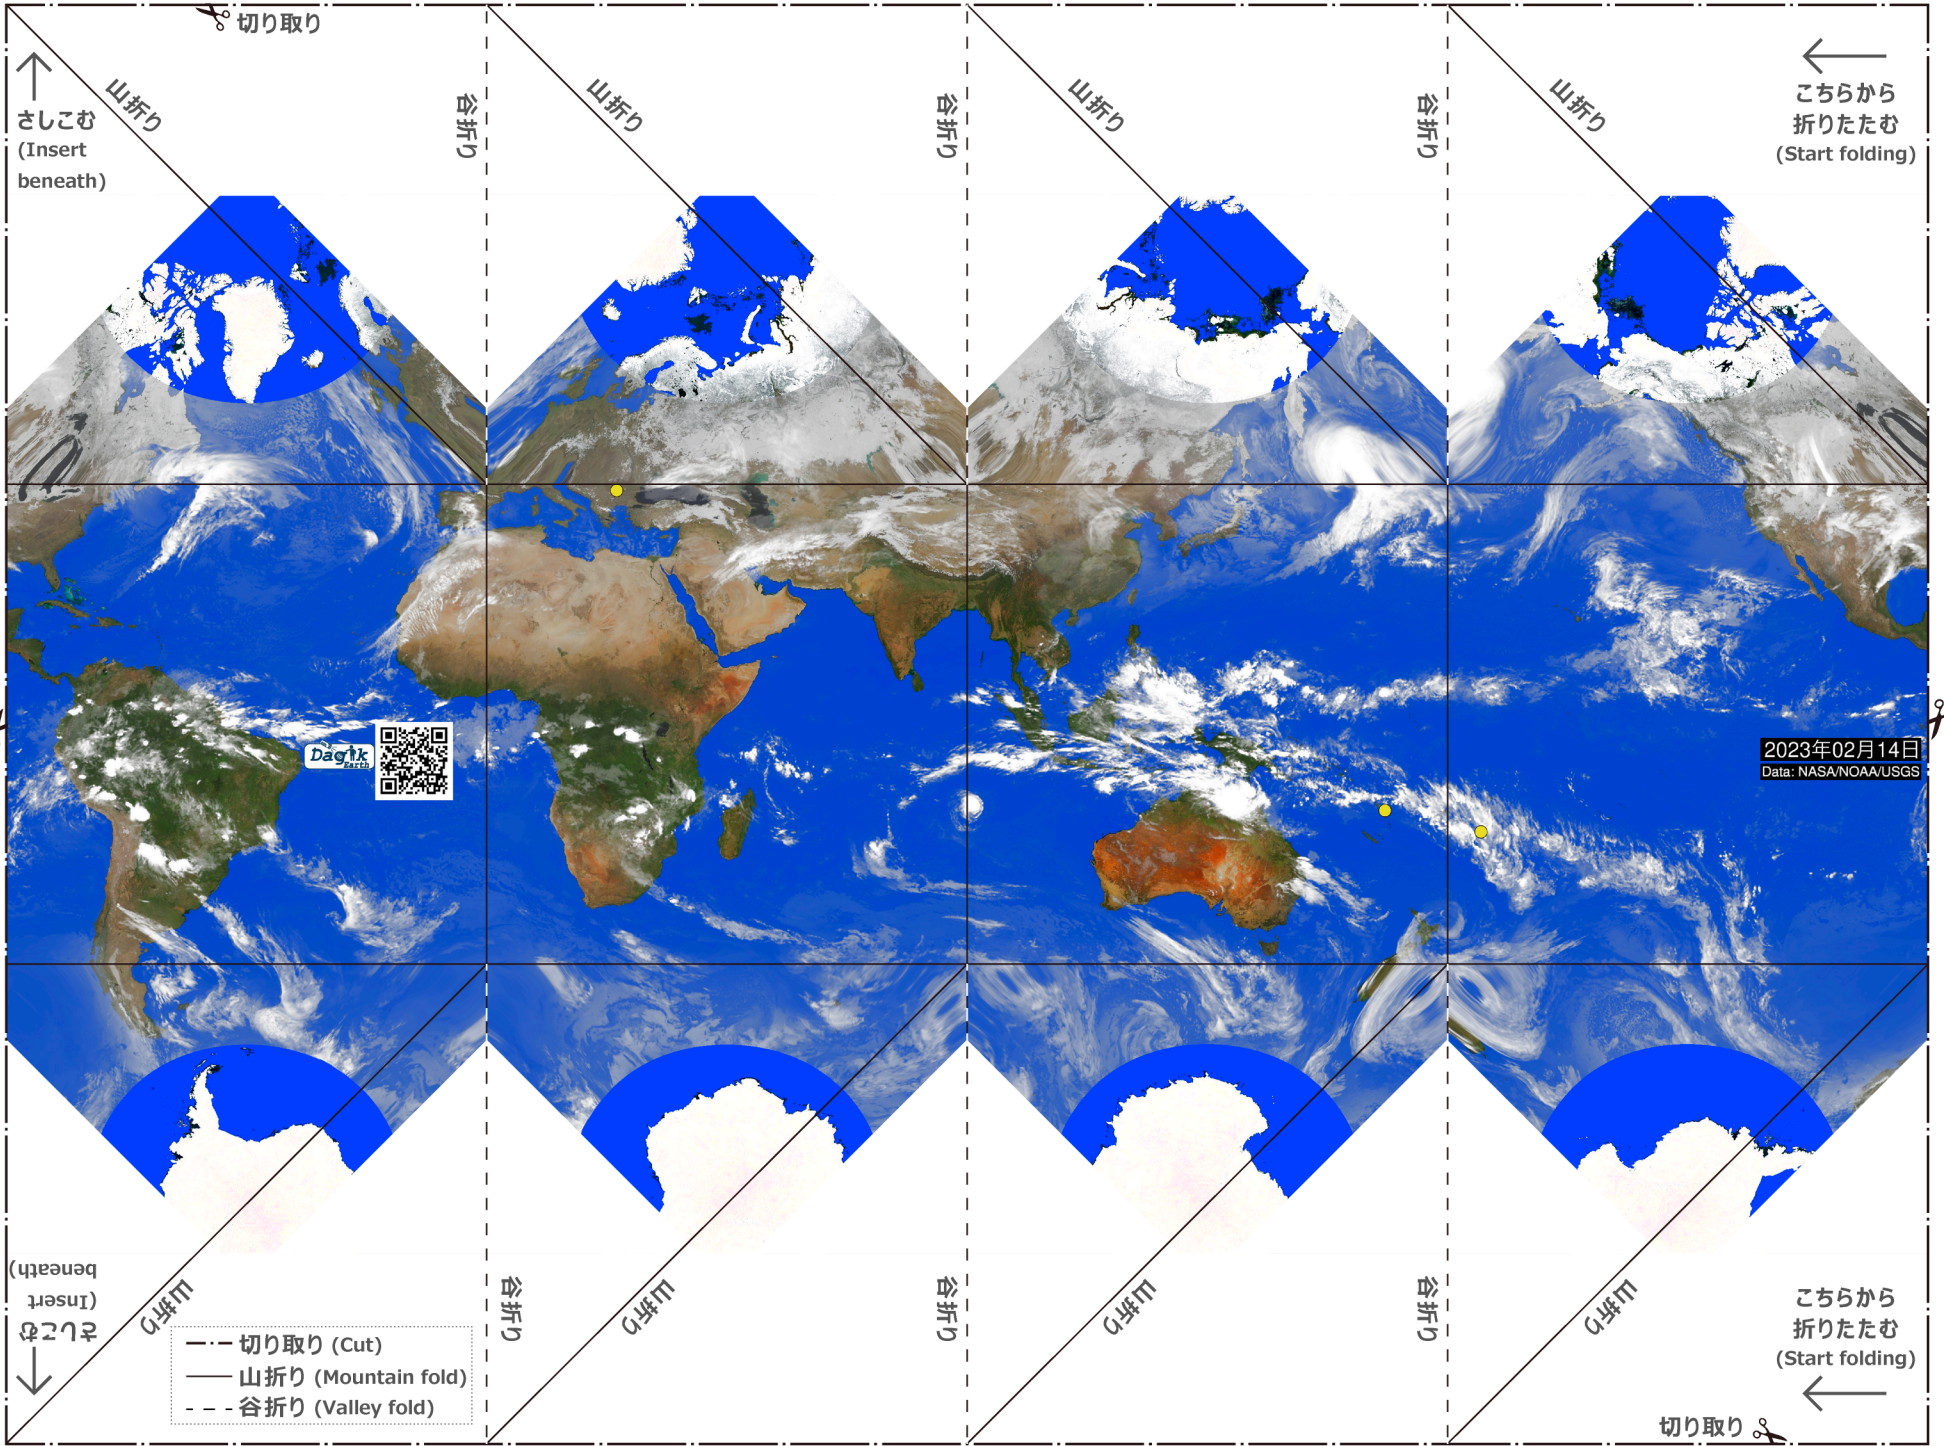 切り取り
山折り
谷折り
山折り
谷折り
山折り
谷折り
山折り
こちらから
折りたたむ
(Start folding)
さしこむ
(Insert
beneath)
Dagik
Earth
2023年02月14日
Data: NASA/NOAA/USGS
さしこむ
(Insert
beneath)
山折り
谷折り
山折り
谷折り
山折り
谷折り
山折り
こちらから
折りたたむ
(Start folding)
切り取り (Cut)
山折り (Mountain fold)
谷折り (Valley fold)
切り取り